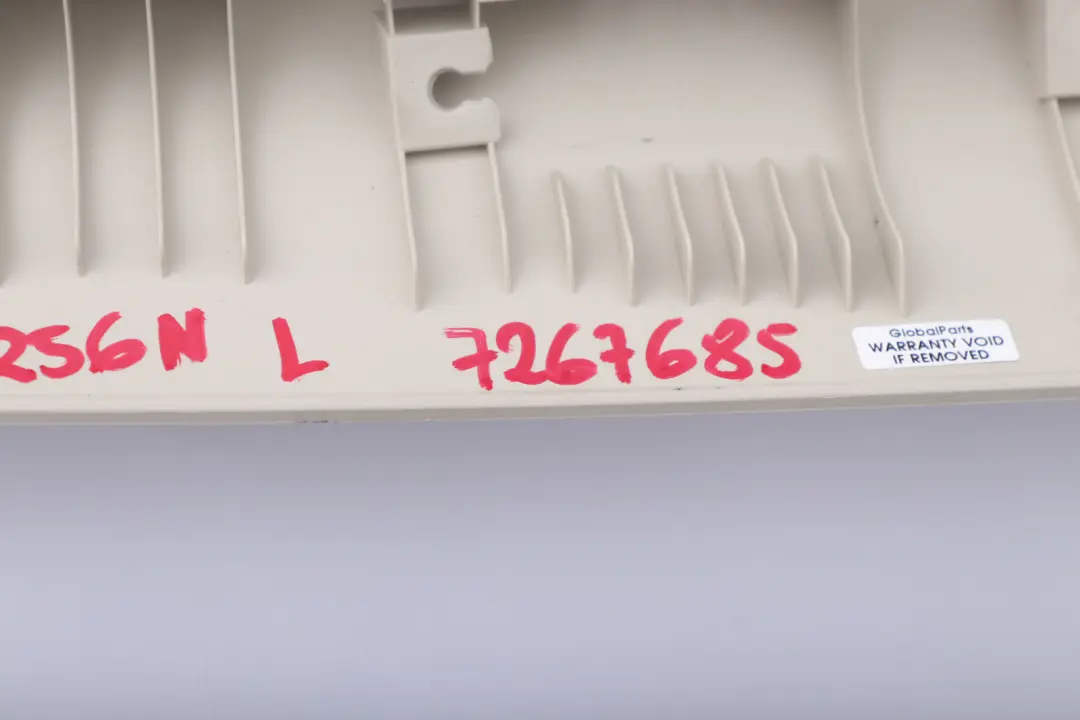 256N L 7267685
GlobalParts
WARRANTY VOID
IF REMOVED